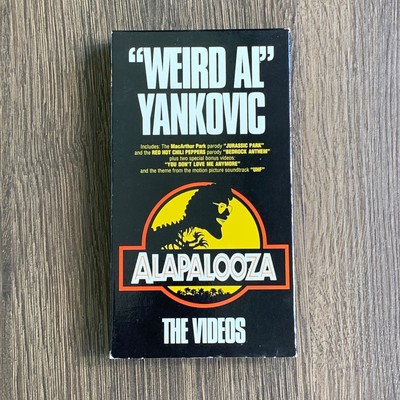 "WEIRD AL"
YANKOVIC
Includes: The MacArthur Park parody "JURASSIC PARK"
and the RED HOT CHILI PEPPERS parody "BEDROCK ANTHEM"
plus two special bonus videos:
"YOU DON'T LOVE ME ANYMORE"
and the theme from the motion picture soundtrack "UHF"
ALAPALOOZA
THE VIDEOS